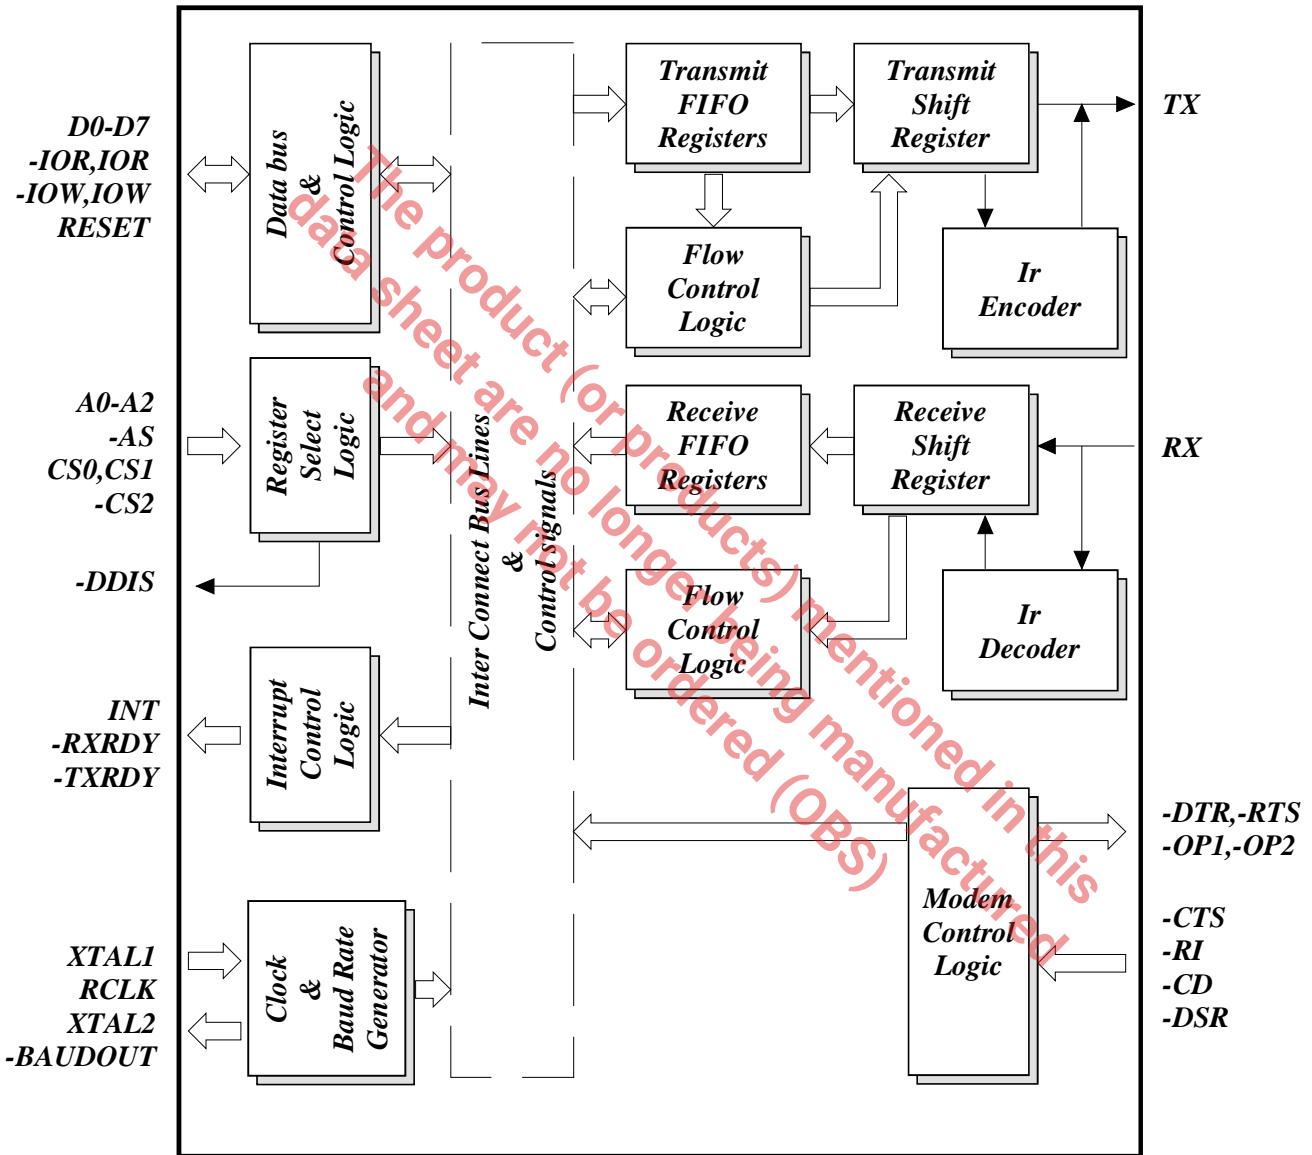 D0-D7
-IOR,IOR
-IOW,IOW
RESET
A0-A2
-AS
CS0,CS1
-CS2
-DDIS
INT
-RXRDY
-TXRDY
XTAL1
RCLK
XTAL2
-BAUDOUT
Data bus
&
Control Logic
Register
Select
Logic
Interrupt
Control
Logic
Clock
&
Baud Rate
Generator
Inter Connect Bus Lines
&
Control signals
Transmit
FIFO
Registers
Transmit
Shift
Register
Flow
Control
Logic
Ir
Encoder
Receive
FIFO
Registers
Receive
Shift
Register
Flow
Control
Logic
Ir
Decoder
Modem
Control
Logic
TX
RX
-DTR,-RTS
-OP1,-OP2
-CTS
-RI
-CD
-DSR
The product (or products) mentioned in this
data sheet are no longer being manufactured
and may not be ordered (OBS)